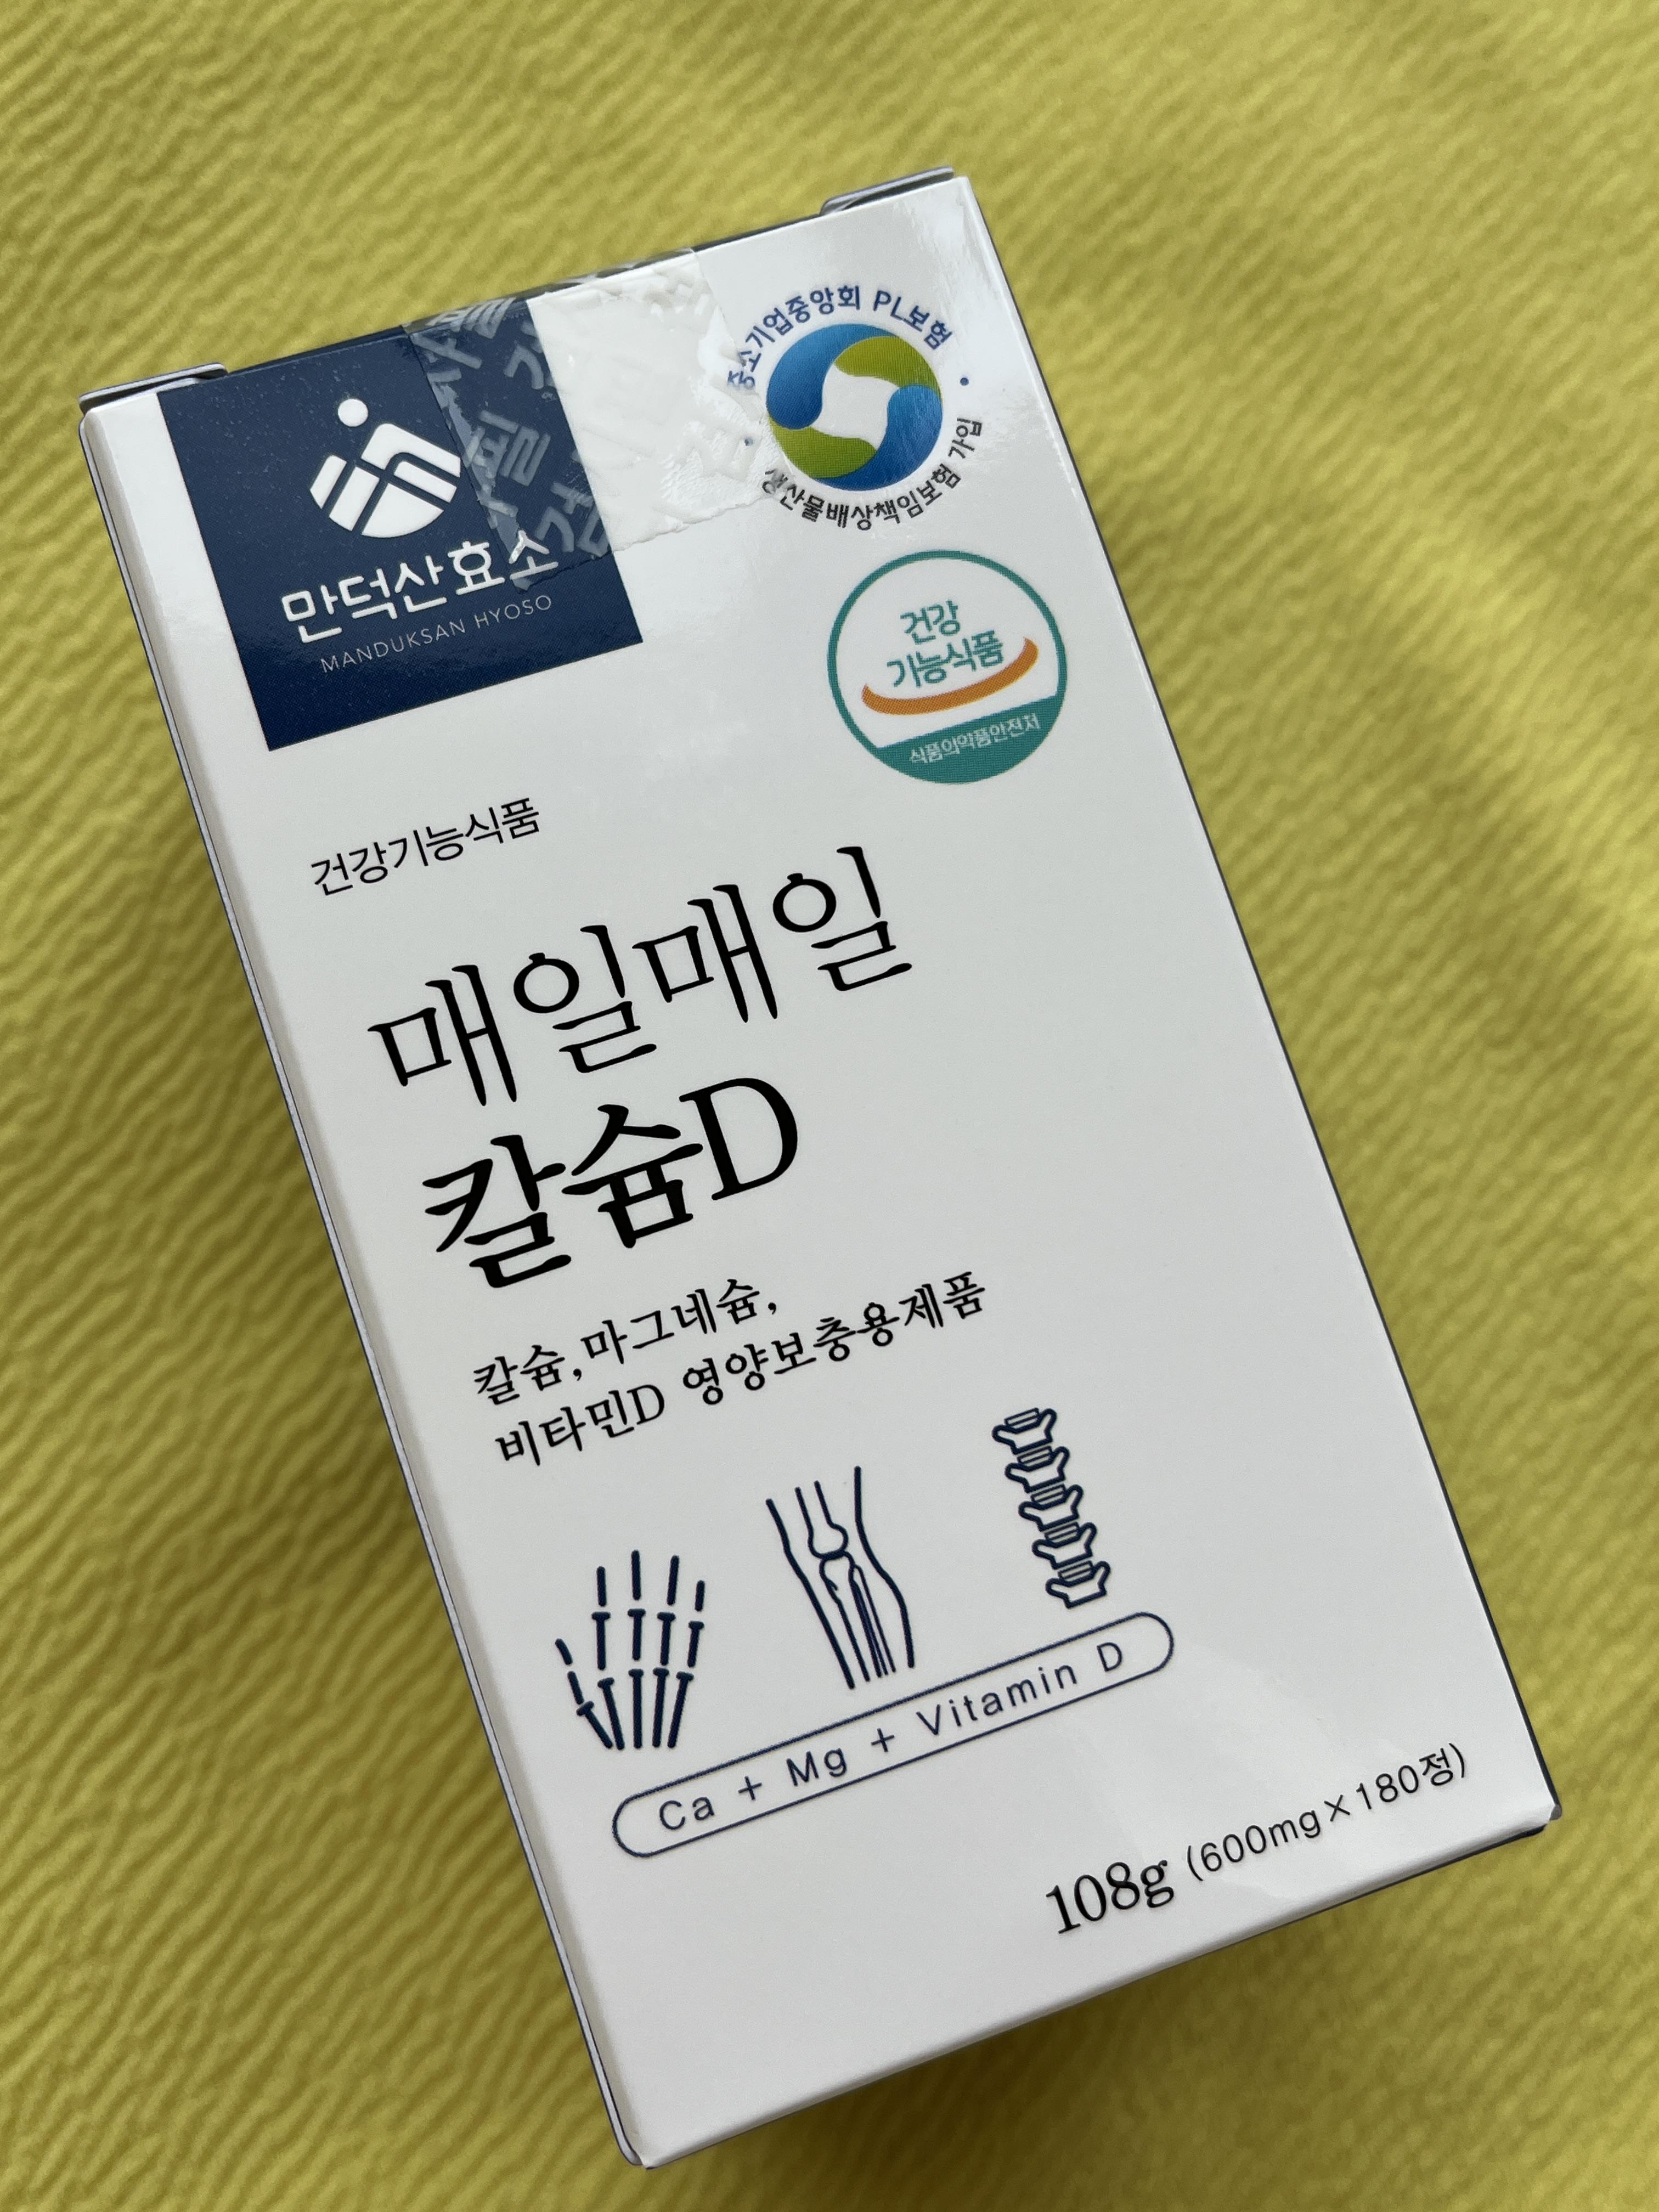 만덕산효소
MANDUKSAN HYOSO
중소기업중앙회 PL보험
생산물배상책임보험 가입
건강
기능식품
식품의약품안전처
건강기능식품
매일매일
칼슘D
칼슘,마그네슘,
비타민D 영양보충용제품
Ca + Mg + Vitamin D
108g (600mg×180정)